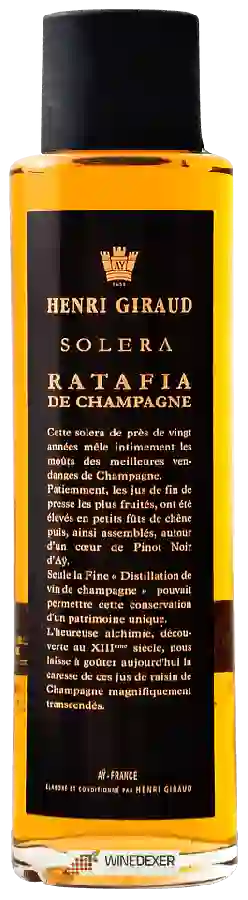 AY
HENRI GIRAUD
SOLERA
RATAFIA
DE CHAMPAGNE
Cette solera de près de vingt
années mêle intimement les
moûts des meilleures ven-
danges de Champagne.
Patiemment, les jus de fin de
presse les plus fruités, ont été
élevés en petits fûts de chêne
puis, ainsi assemblés, autour
d'un cœur de Pinot Noir
d'Aÿ.
Seule la Fine « Distillation de
vin de champagne » pouvait
permettre cette conservation
d'un patrimoine unique.
L'heureuse alchimie, décou-
verte au XIIIème siècle, nous
laisse à goûter aujourd'hui la
caresse de ces jus de raisin de
Champagne magnifiquement
transcendés.
AŸ - FRANCE
ELABORÉ ET CONDITIONNÉ PAR HENRI GIRAUD
WINEDEXER